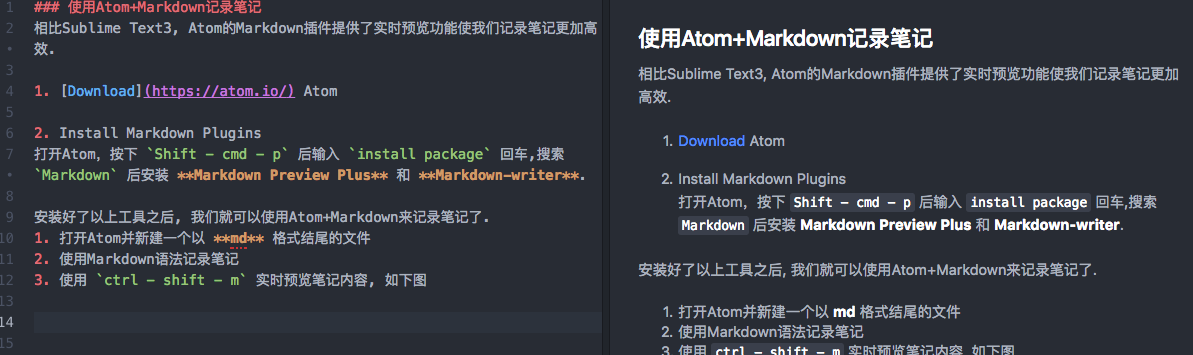 1 ### 使用Atom+Markdown记录笔记
2 相比Sublime Text3, Atom的Markdown插件提供了实时预览功能使我们记录笔记更加高
• 效.
3
4 1. [Download](https://atom.io/) Atom
5
6 2. Install Markdown Plugins
7 打开Atom，按下 `Shift - cmd - p` 后输入 `install package` 回车,搜索
• `Markdown` 后安装 **Markdown Preview Plus** 和 **Markdown-writer**.
8
9 安装好了以上工具之后, 我们就可以使用Atom+Markdown来记录笔记了.
10 1. 打开Atom并新建一个以 **md** 格式结尾的文件
11 2. 使用Markdown语法记录笔记
12 3. 使用 `ctrl - shift - m` 实时预览笔记内容, 如下图
13
14
15
使用Atom+Markdown记录笔记
相比Sublime Text3, Atom的Markdown插件提供了实时预览功能使我们记录笔记更加
高效.
1. Download Atom
2. Install Markdown Plugins
打开Atom，按下 Shift - cmd - p 后输入 install package 回车,搜索
Markdown 后安装 Markdown Preview Plus 和 Markdown-writer.
安装好了以上工具之后, 我们就可以使用Atom+Markdown来记录笔记了.
1. 打开Atom并新建一个以 md 格式结尾的文件
2. 使用Markdown语法记录笔记
3. 使用 ctrl - shift - m 实时预览笔记内容, 如下图